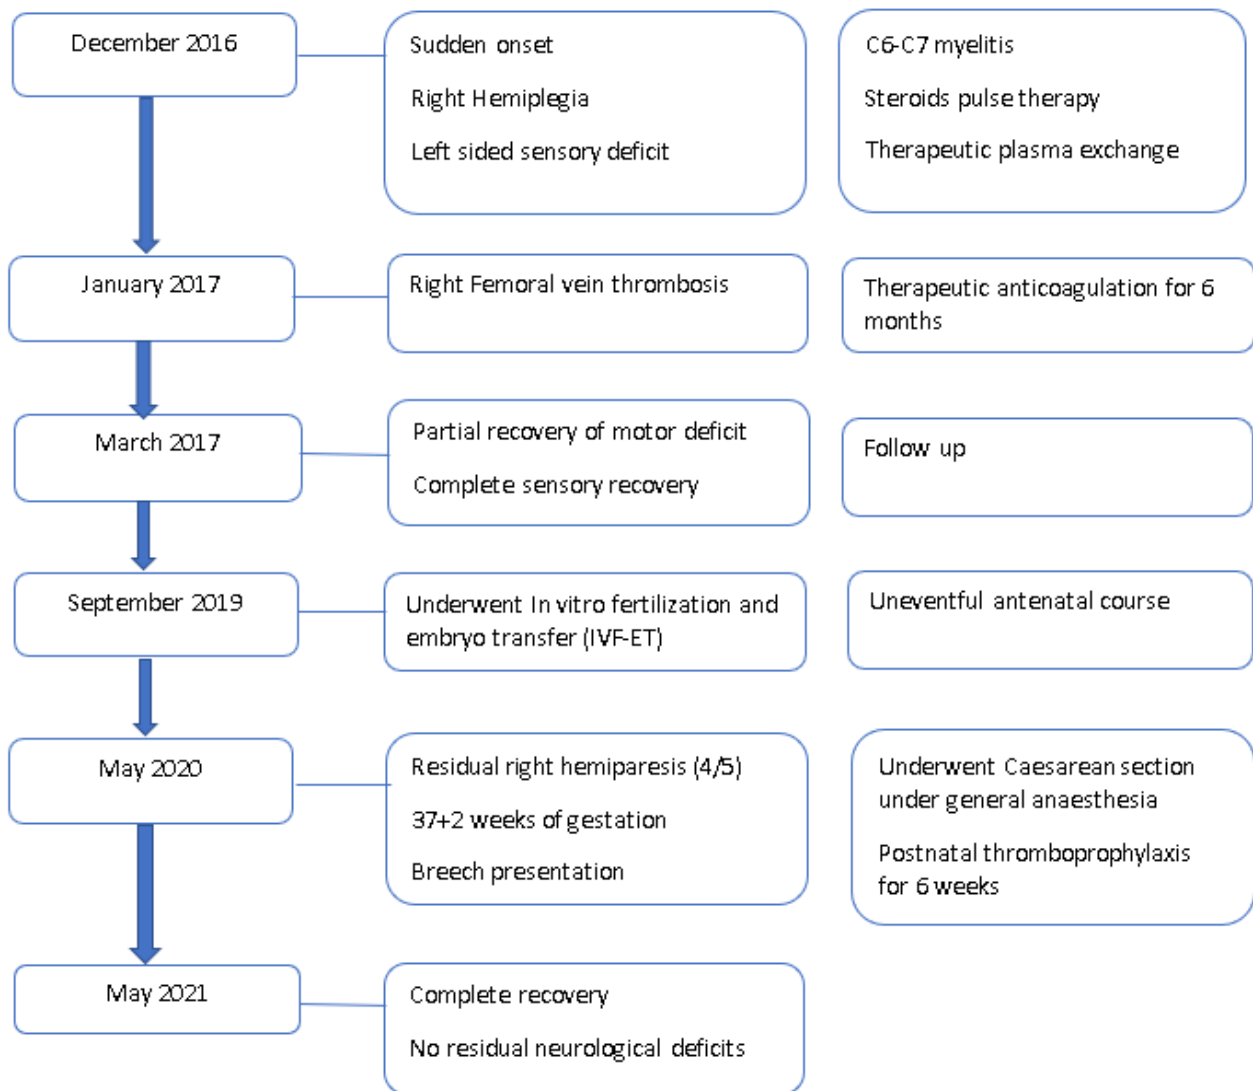 December 2016
Sudden onset
Right Hemiplegia
Left sided sensory deficit
C6-C7 myelitis
Steroids pulse therapy
Therapeutic plasma exchange
January 2017
Right Femoral vein thrombosis
Therapeutic anticoagulation for 6
months
March 2017
Partial recovery of motor deficit
Complete sensory recovery
Follow up
September 2019
Underwent In vitro fertilization and
embryo transfer (IVF-ET)
Uneventful antenatal course
May 2020
Residual right hemiparesis (4/5)
37+2 weeks of gestation
Breech presentation
Underwent Caesarean section
under general anaesthesia
Postnatal thromboprophylaxis
for 6 weeks
May 2021
Complete recovery
No residual neurological deficits